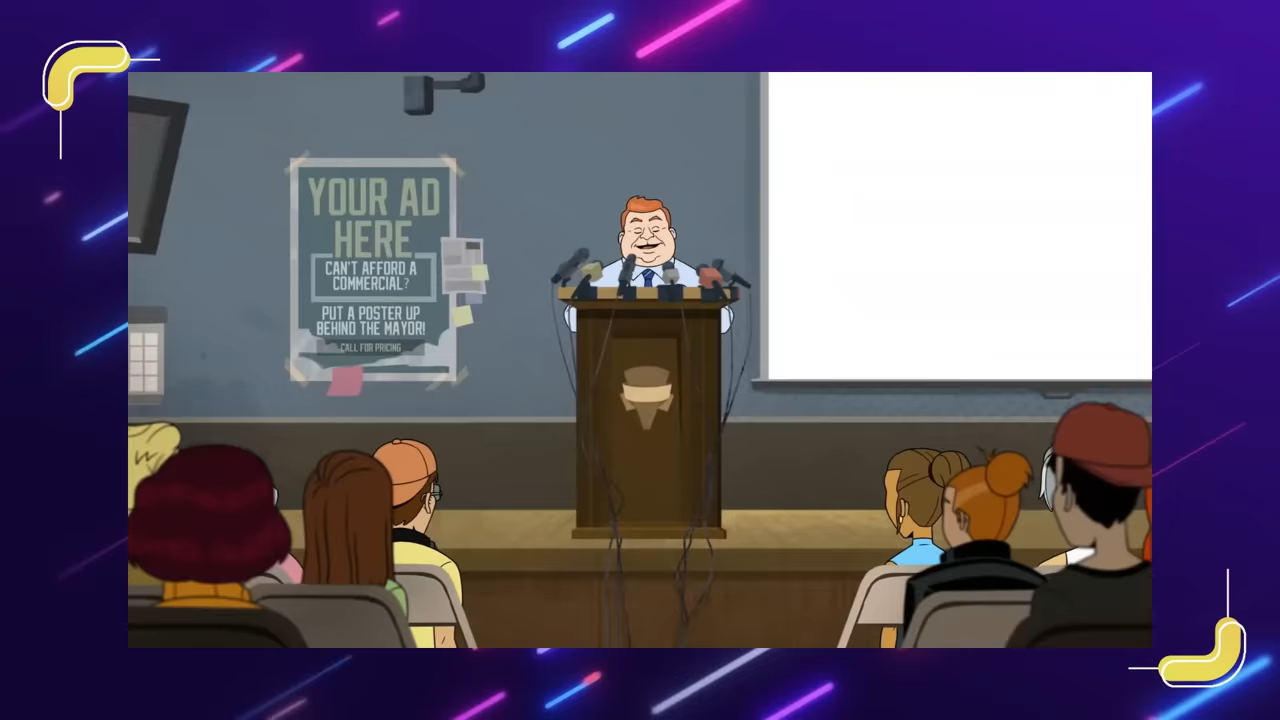 YOUR AD
HERE
CAN'T AFFORD A
COMMERCIAL?
PUT A POSTER UP
BEHIND THE MAYOR!
CALL FOR PRICING